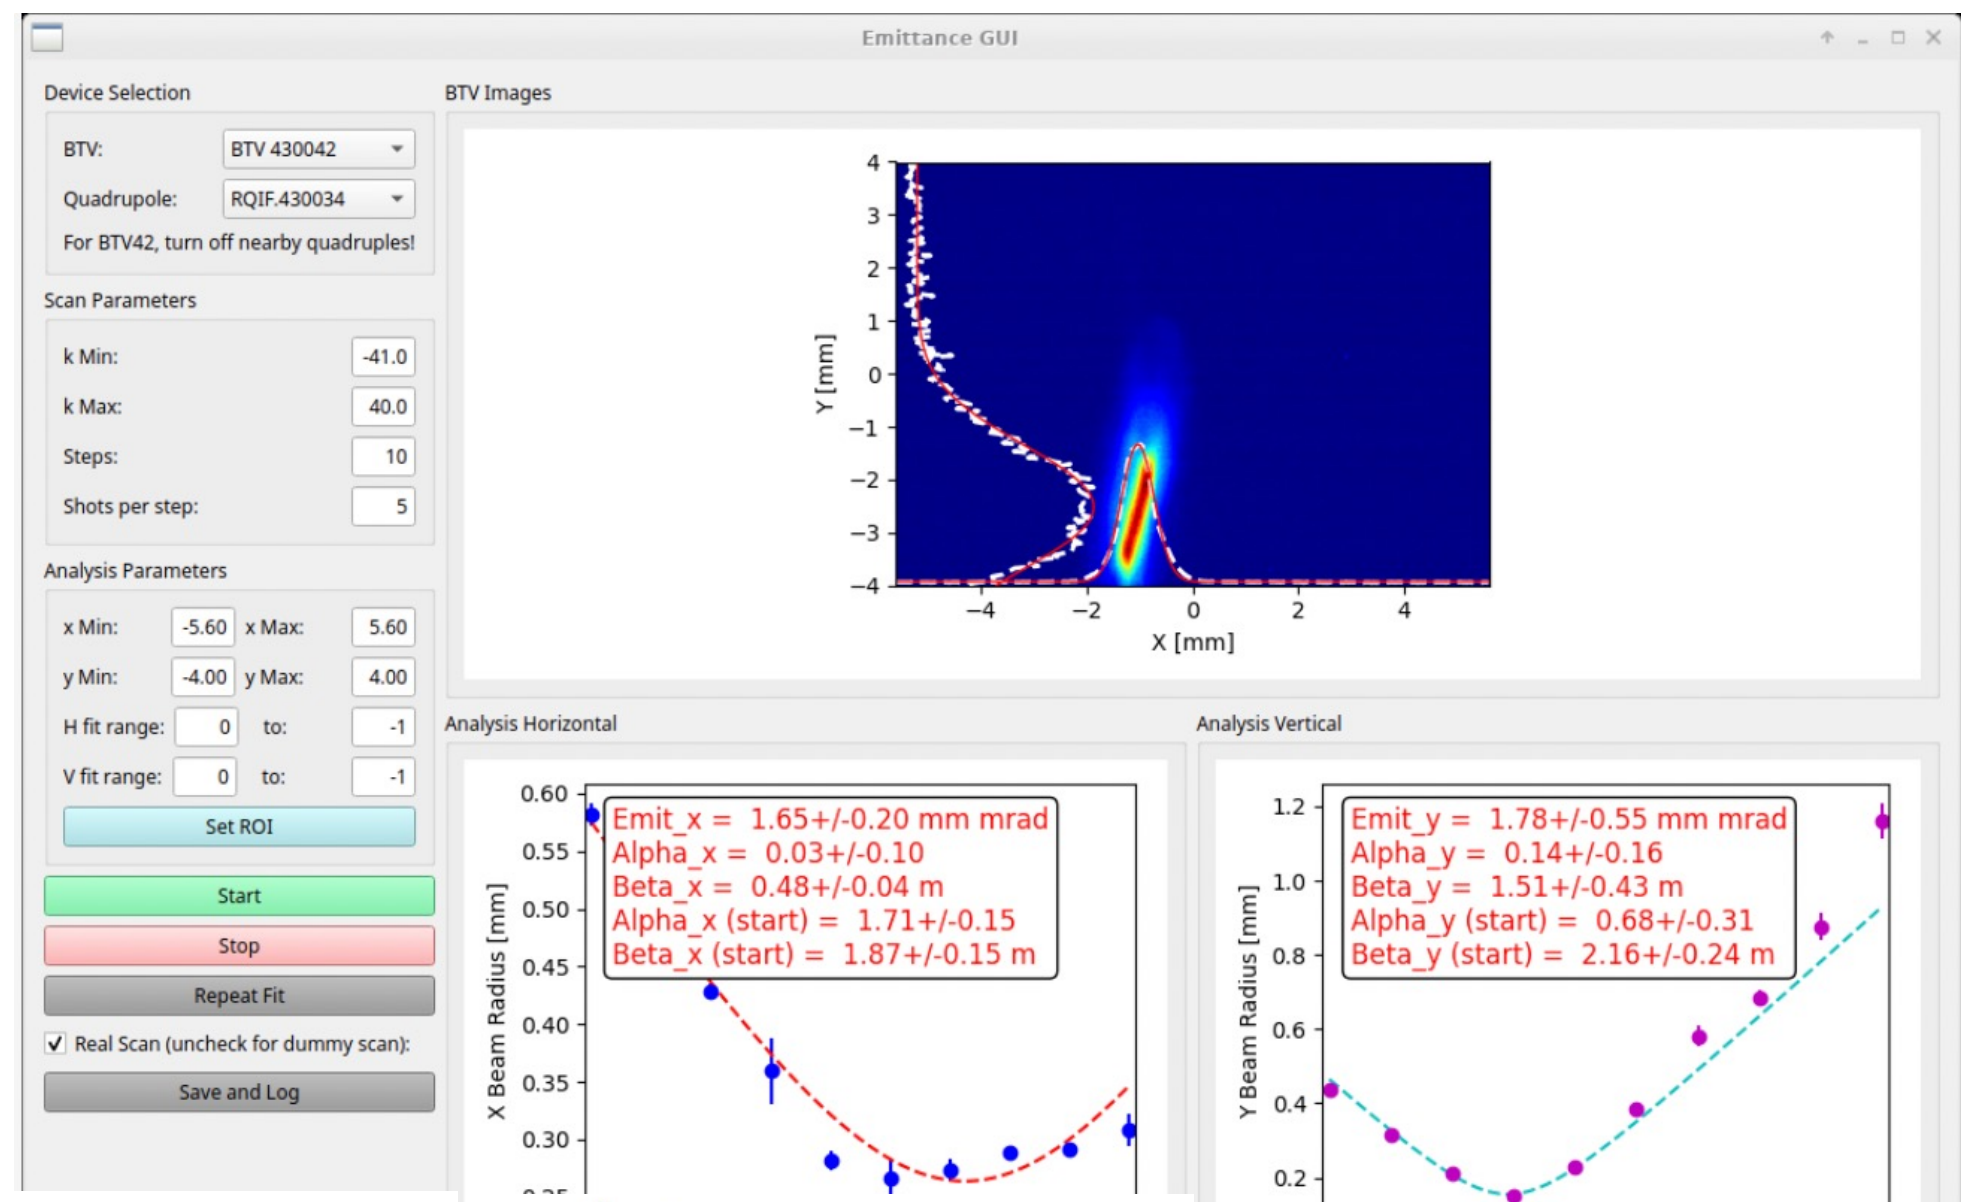 Emittance GUI
Device Selection
BTV:
BTV 430042
Quadrupole:
RQIF.430034
For BTV42, turn off nearby quadruples!
Scan Parameters
k Min:
-41.0
k Max:
40.0
Steps:
10
Shots per step:
5
Analysis Parameters
x Min:
-5.60
x Max:
5.60
y Min:
-4.00
y Max:
4.00
H fit range:
0
to:
-1
V fit range:
0
to:
-1
Set ROI
Start
Stop
Repeat Fit
Real Scan (uncheck for dummy scan):
Save and Log
BTV Images
Y [mm]
4
3
2
1
0
−1
−2
−3
−4
−4
−2
0
2
4
X [mm]
Analysis Horizontal
X Beam Radius [mm]
0.60
0.55
0.50
0.45
0.40
0.35
0.30
Emit_x = 1.65+/-0.20 mm mrad
Alpha_x = 0.03+/-0.10
Beta_x = 0.48+/-0.04 m
Alpha_x (start) = 1.71+/-0.15
Beta_x (start) = 1.87+/-0.15 m
Analysis Vertical
Y Beam Radius [mm]
1.2
1.0
0.8
0.6
0.4
0.2
Emit_y = 1.78+/-0.55 mm mrad
Alpha_y = 0.14+/-0.16
Beta_y = 1.51+/-0.43 m
Alpha_y (start) = 0.68+/-0.31
Beta_y (start) = 2.16+/-0.24 m